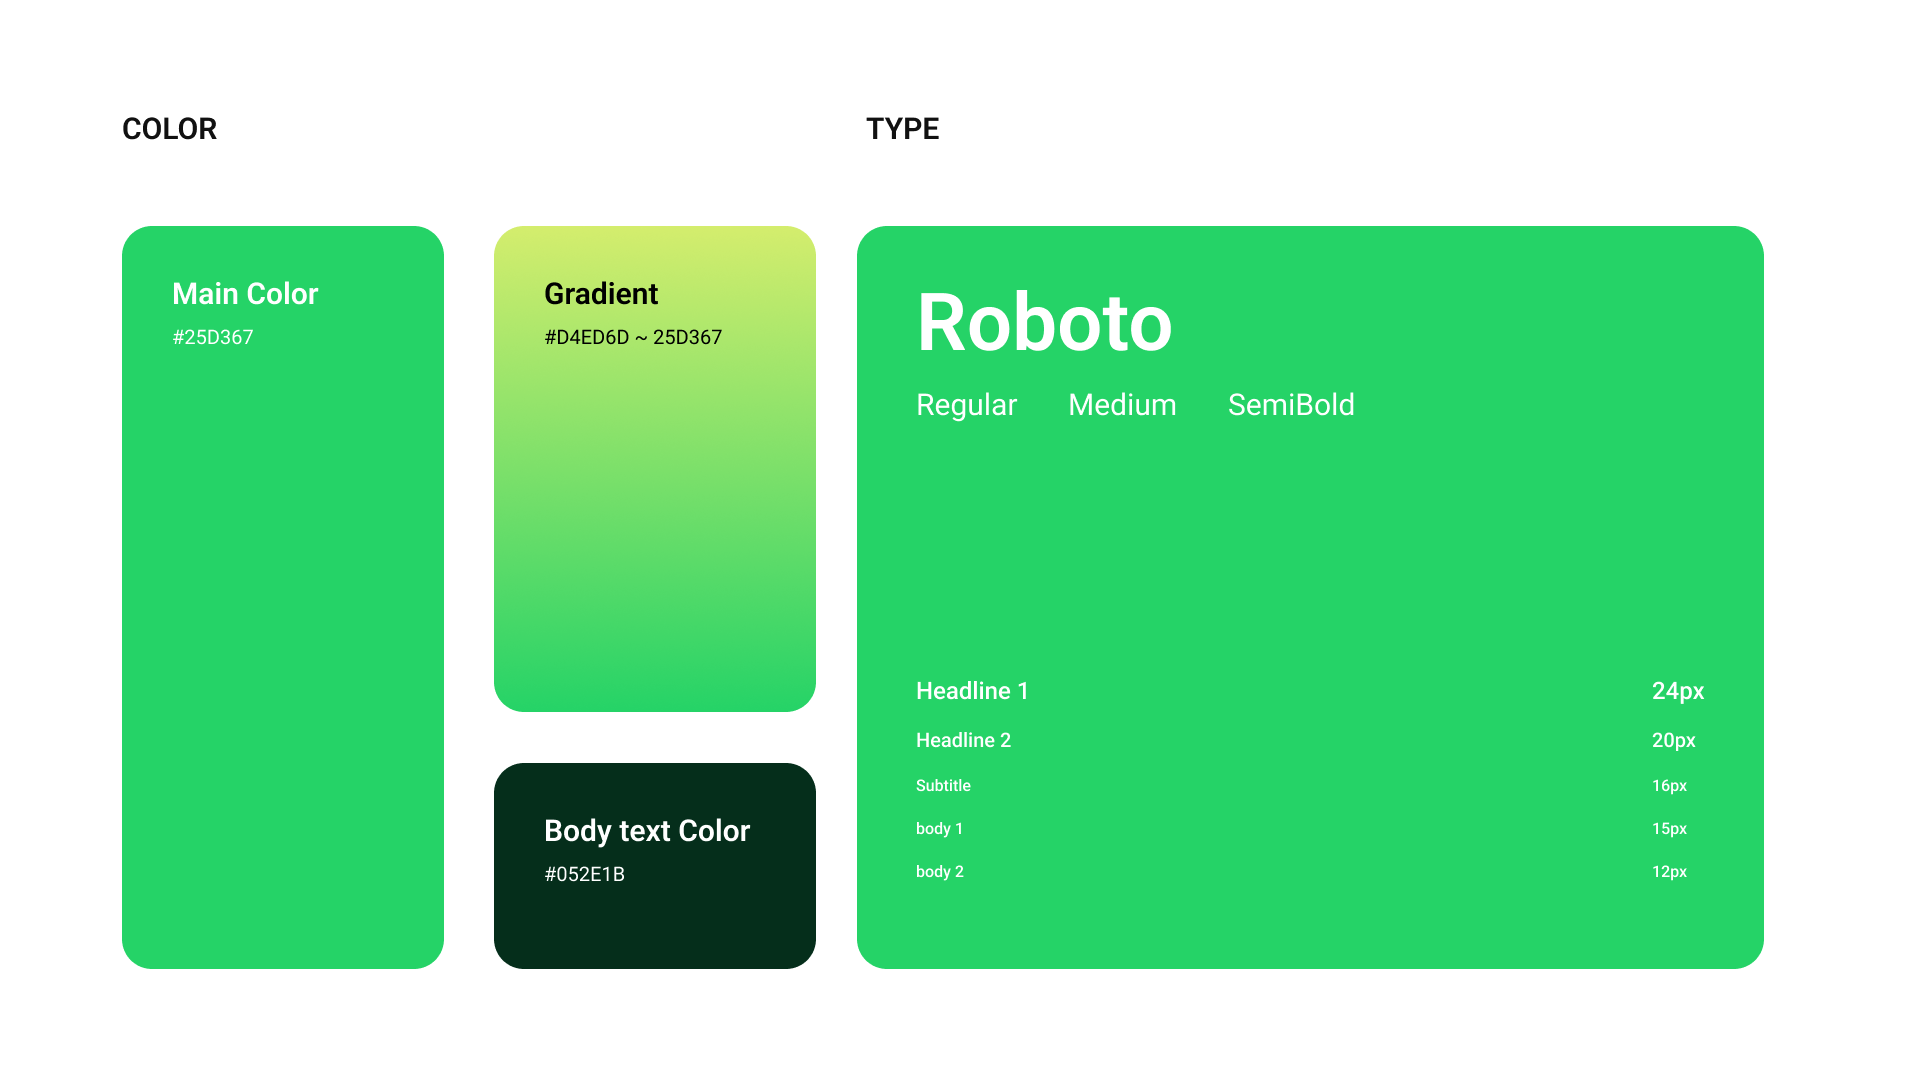 COLOR
TYPE
Main Color
#25D367
Gradient
#D4ED6D ~ 25D367
Body text Color
#052E1B
Roboto
Regular Medium SemiBold
Headline 1 24px
Headline 2 20px
Subtitle 16px
body 1 15px
body 2 12px